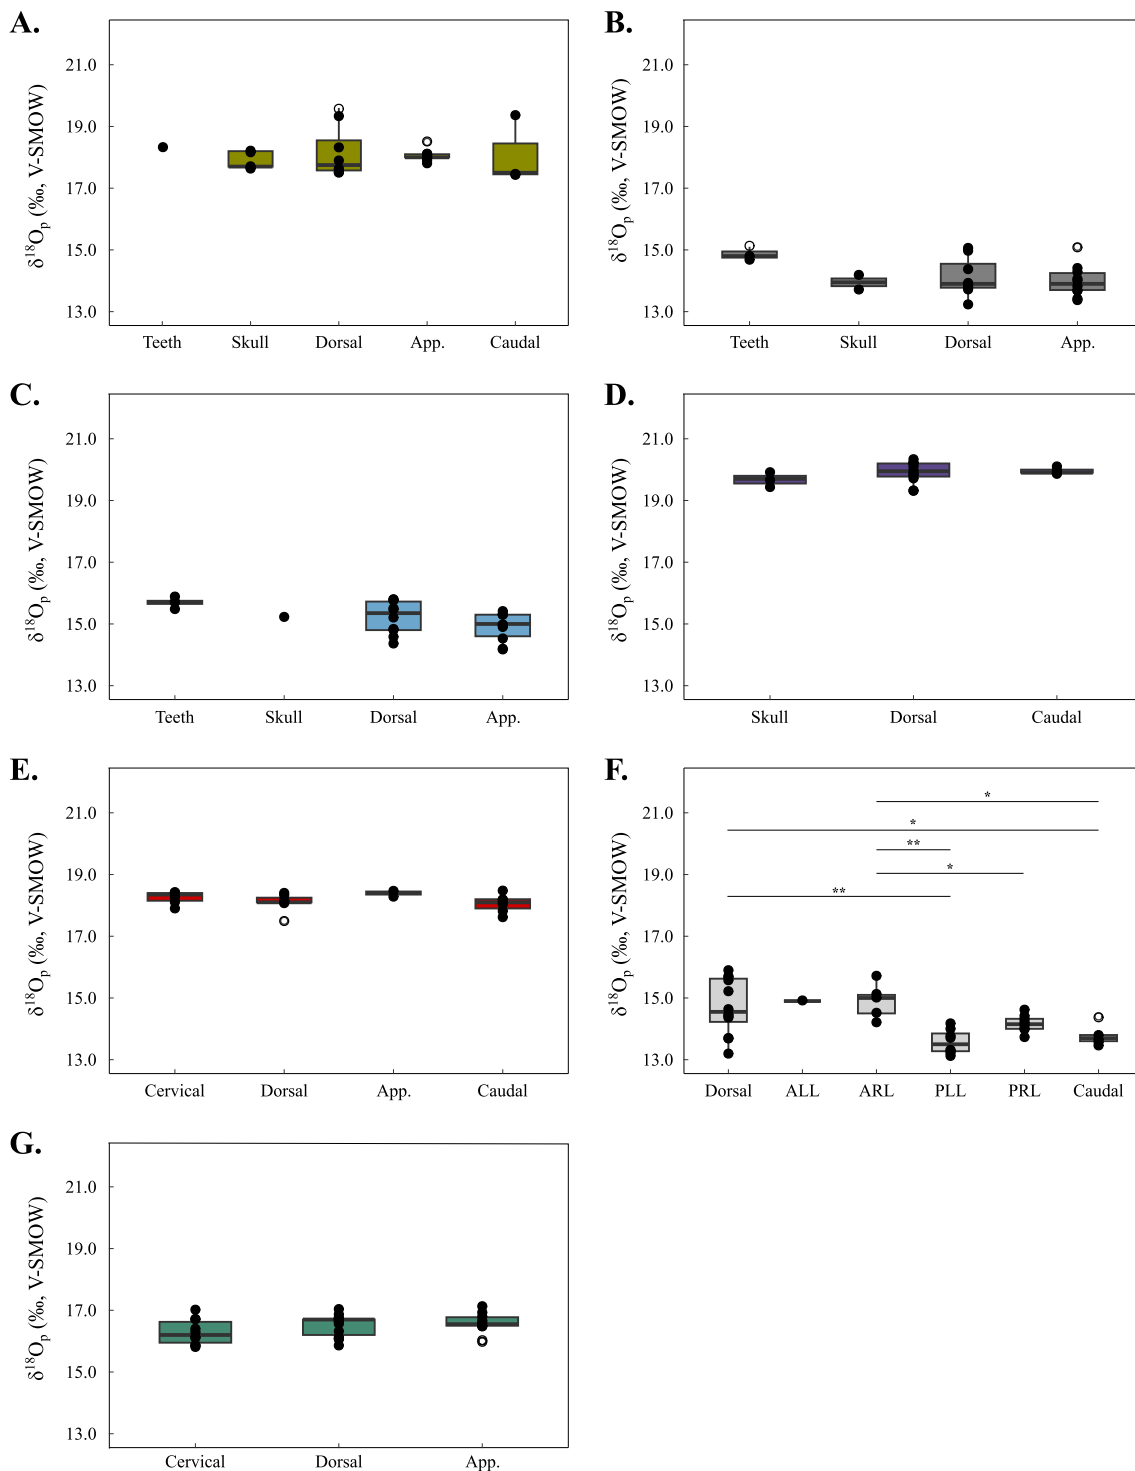 A.
δ¹⁸Oₚ (‰, V-SMOW)
21.0
19.0
17.0
15.0
13.0
Teeth Skull Dorsal App. Caudal
B.
δ¹⁸Oₚ (‰, V-SMOW)
21.0
19.0
17.0
15.0
13.0
Teeth Skull Dorsal App.
C.
δ¹⁸Oₚ (‰, V-SMOW)
21.0
19.0
17.0
15.0
13.0
Teeth Skull Dorsal App.
D.
δ¹⁸Oₚ (‰, V-SMOW)
21.0
19.0
17.0
15.0
13.0
Skull Dorsal Caudal
E.
δ¹⁸Oₚ (‰, V-SMOW)
21.0
19.0
17.0
15.0
13.0
Cervical Dorsal App. Caudal
F.
δ¹⁸Oₚ (‰, V-SMOW)
21.0
19.0
17.0
15.0
13.0
*
*
**
*
**
Dorsal ALL ARL PLL PRL Caudal
G.
δ¹⁸Oₚ (‰, V-SMOW)
21.0
19.0
17.0
15.0
13.0
Cervical Dorsal App.